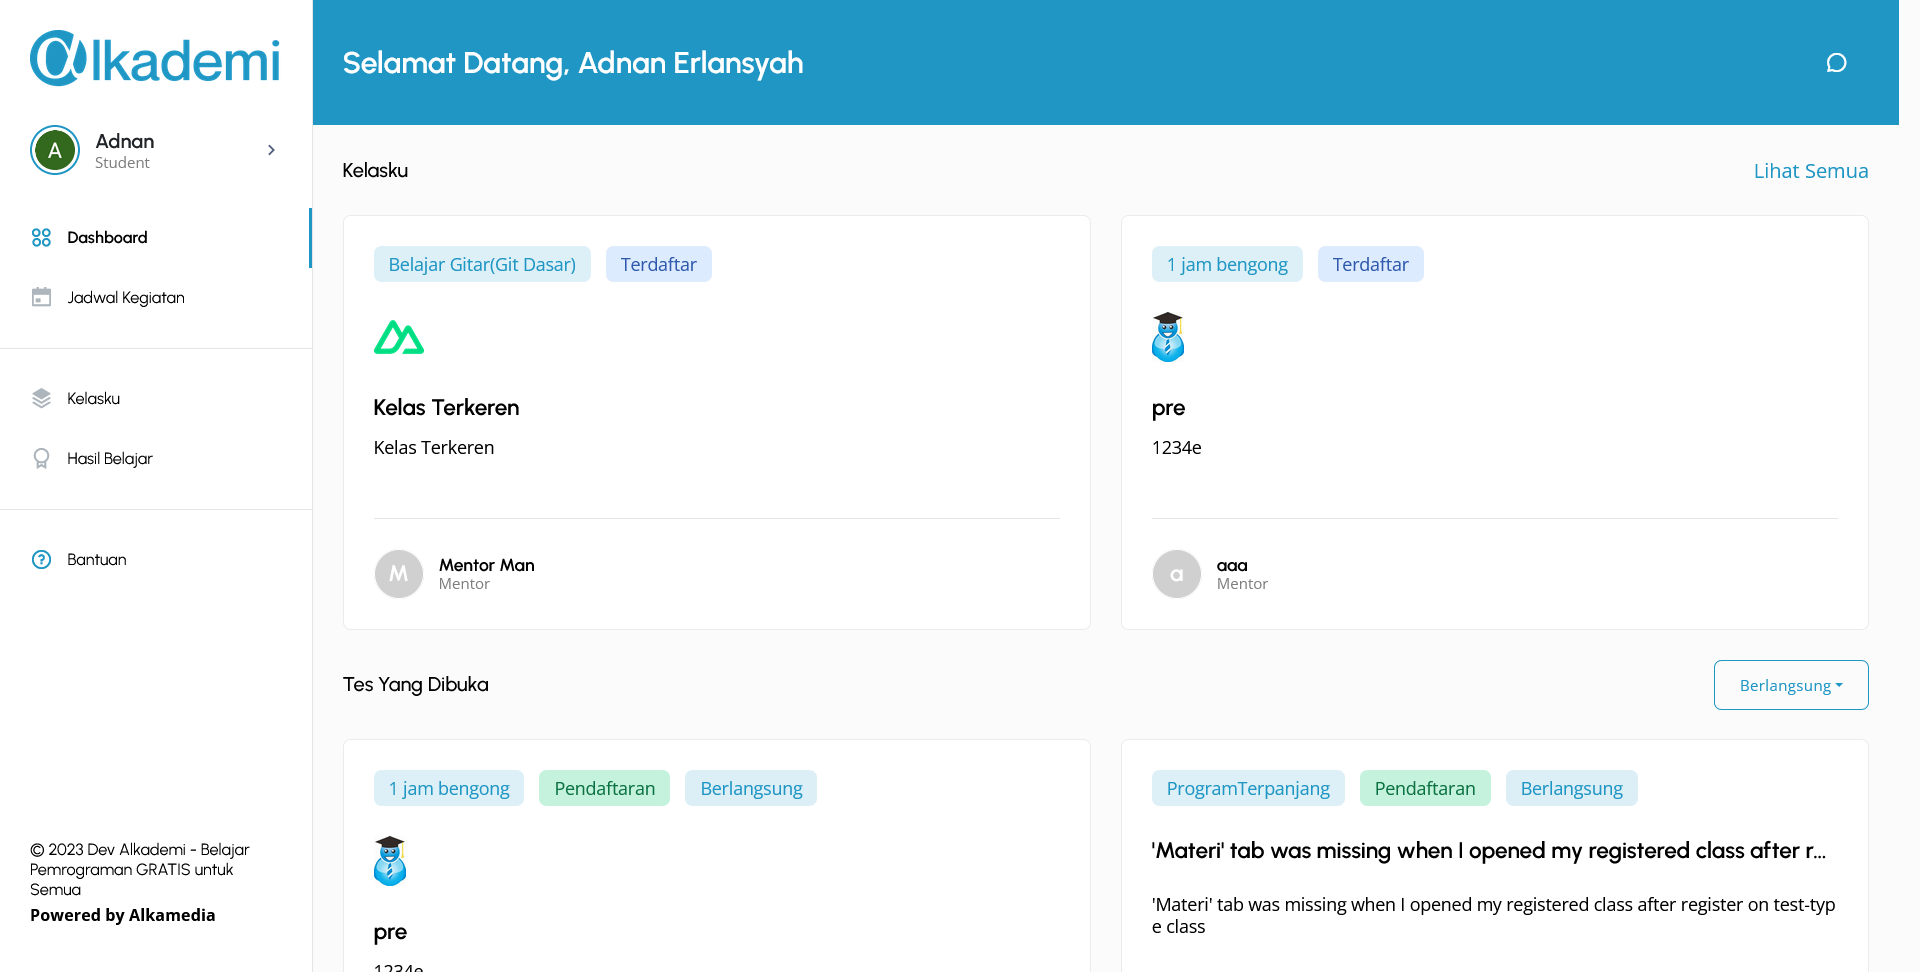 Alkademi
A
Adnan
Student
Dashboard
Jadwal Kegiatan
Kelasku
Hasil Belajar
Bantuan
© 2023 Dev Alkademi - Belajar
Pemrograman GRATIS untuk
Semua
Powered by Alkamedia
Selamat Datang, Adnan Erlansyah
Kelasku
Lihat Semua
Belajar Gitar(Git Dasar)
Terdaftar
Kelas Terkeren
Kelas Terkeren
M
Mentor Man
Mentor
1 jam bengong
Terdaftar
pre
1234e
a
aaa
Mentor
Tes Yang Dibuka
Berlangsung
1 jam bengong
Pendaftaran
Berlangsung
pre
1234e
ProgramTerpanjang
Pendaftaran
Berlangsung
'Materi' tab was missing when I opened my registered class after r...
'Materi' tab was missing when I opened my registered class after register on test-typ
e class